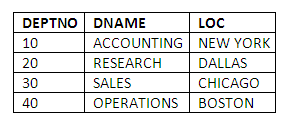 DEPTNO DNAME LOC
10 ACCOUNTING NEW YORK
20 RESEARCH DALLAS
30 SALES CHICAGO
40 OPERATIONS BOSTON